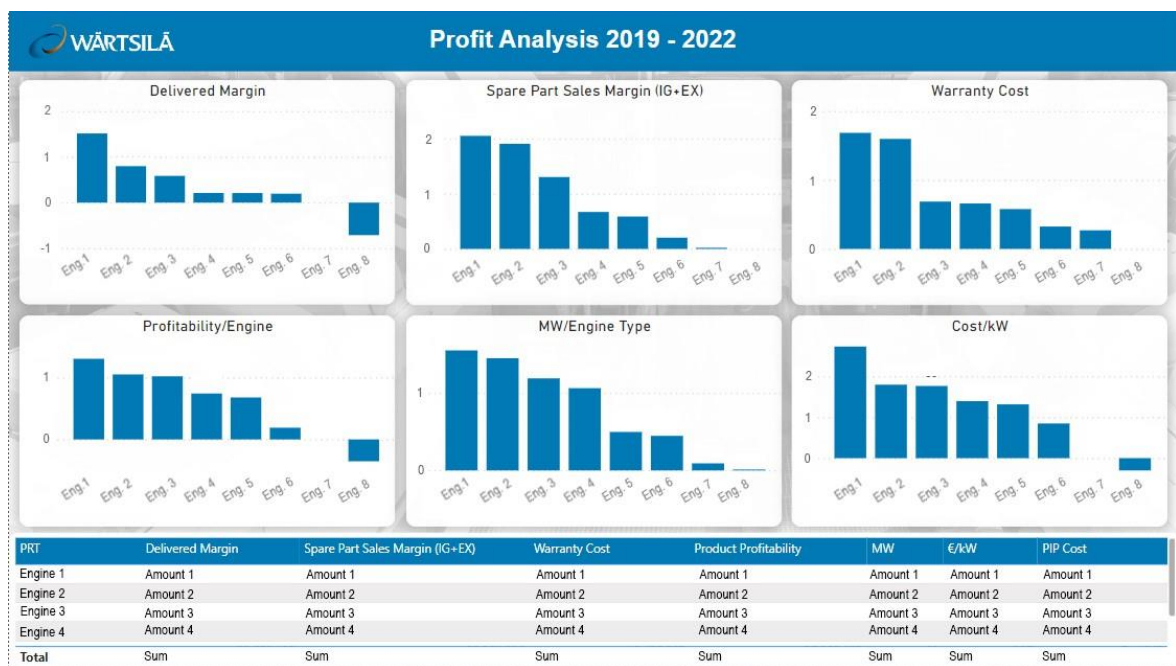 WÄRTSILÄ
Profit Analysis 2019 - 2022
Delivered Margin
2
1
0
-1
Eng.1 Eng. 2 Eng. 3 Eng. 4 Eng. 5 Eng. 6 Eng. 7 Eng. 8
Spare Part Sales Margin (IG+EX)
2
1
0
Eng.1 Eng. 2 Eng. 3 Eng. 4 Eng. 5 Eng. 6 Eng. 7 Eng. 8
Warranty Cost
2
1
0
Eng.1 Eng. 2 Eng. 3 Eng. 4 Eng. 5 Eng. 6 Eng. 7 Eng. 8
Profitability/Engine
1
0
Eng.1 Eng. 2 Eng. 3 Eng. 4 Eng. 5 Eng. 6 Eng. 7 Eng. 8
MW/Engine Type
1
0
Eng.1 Eng. 2 Eng. 3 Eng. 4 Eng. 5 Eng. 6 Eng. 7 Eng. 8
Cost/kW
2
1
0
Eng.1 Eng. 2 Eng. 3 Eng. 4 Eng. 5 Eng. 6 Eng. 7 Eng. 8
PRT Delivered Margin Spare Part Sales Margin (IG+EX) Warranty Cost Product Profitability MW €/kW PIP Cost
Engine 1 Amount 1 Amount 1 Amount 1 Amount 1 Amount 1 Amount 1 Amount 1
Engine 2 Amount 2 Amount 2 Amount 2 Amount 2 Amount 2 Amount 2 Amount 2
Engine 3 Amount 3 Amount 3 Amount 3 Amount 3 Amount 3 Amount 3 Amount 3
Engine 4 Amount 4 Amount 4 Amount 4 Amount 4 Amount 4 Amount 4 Amount 4
Total Sum Sum Sum Sum Sum Sum Sum